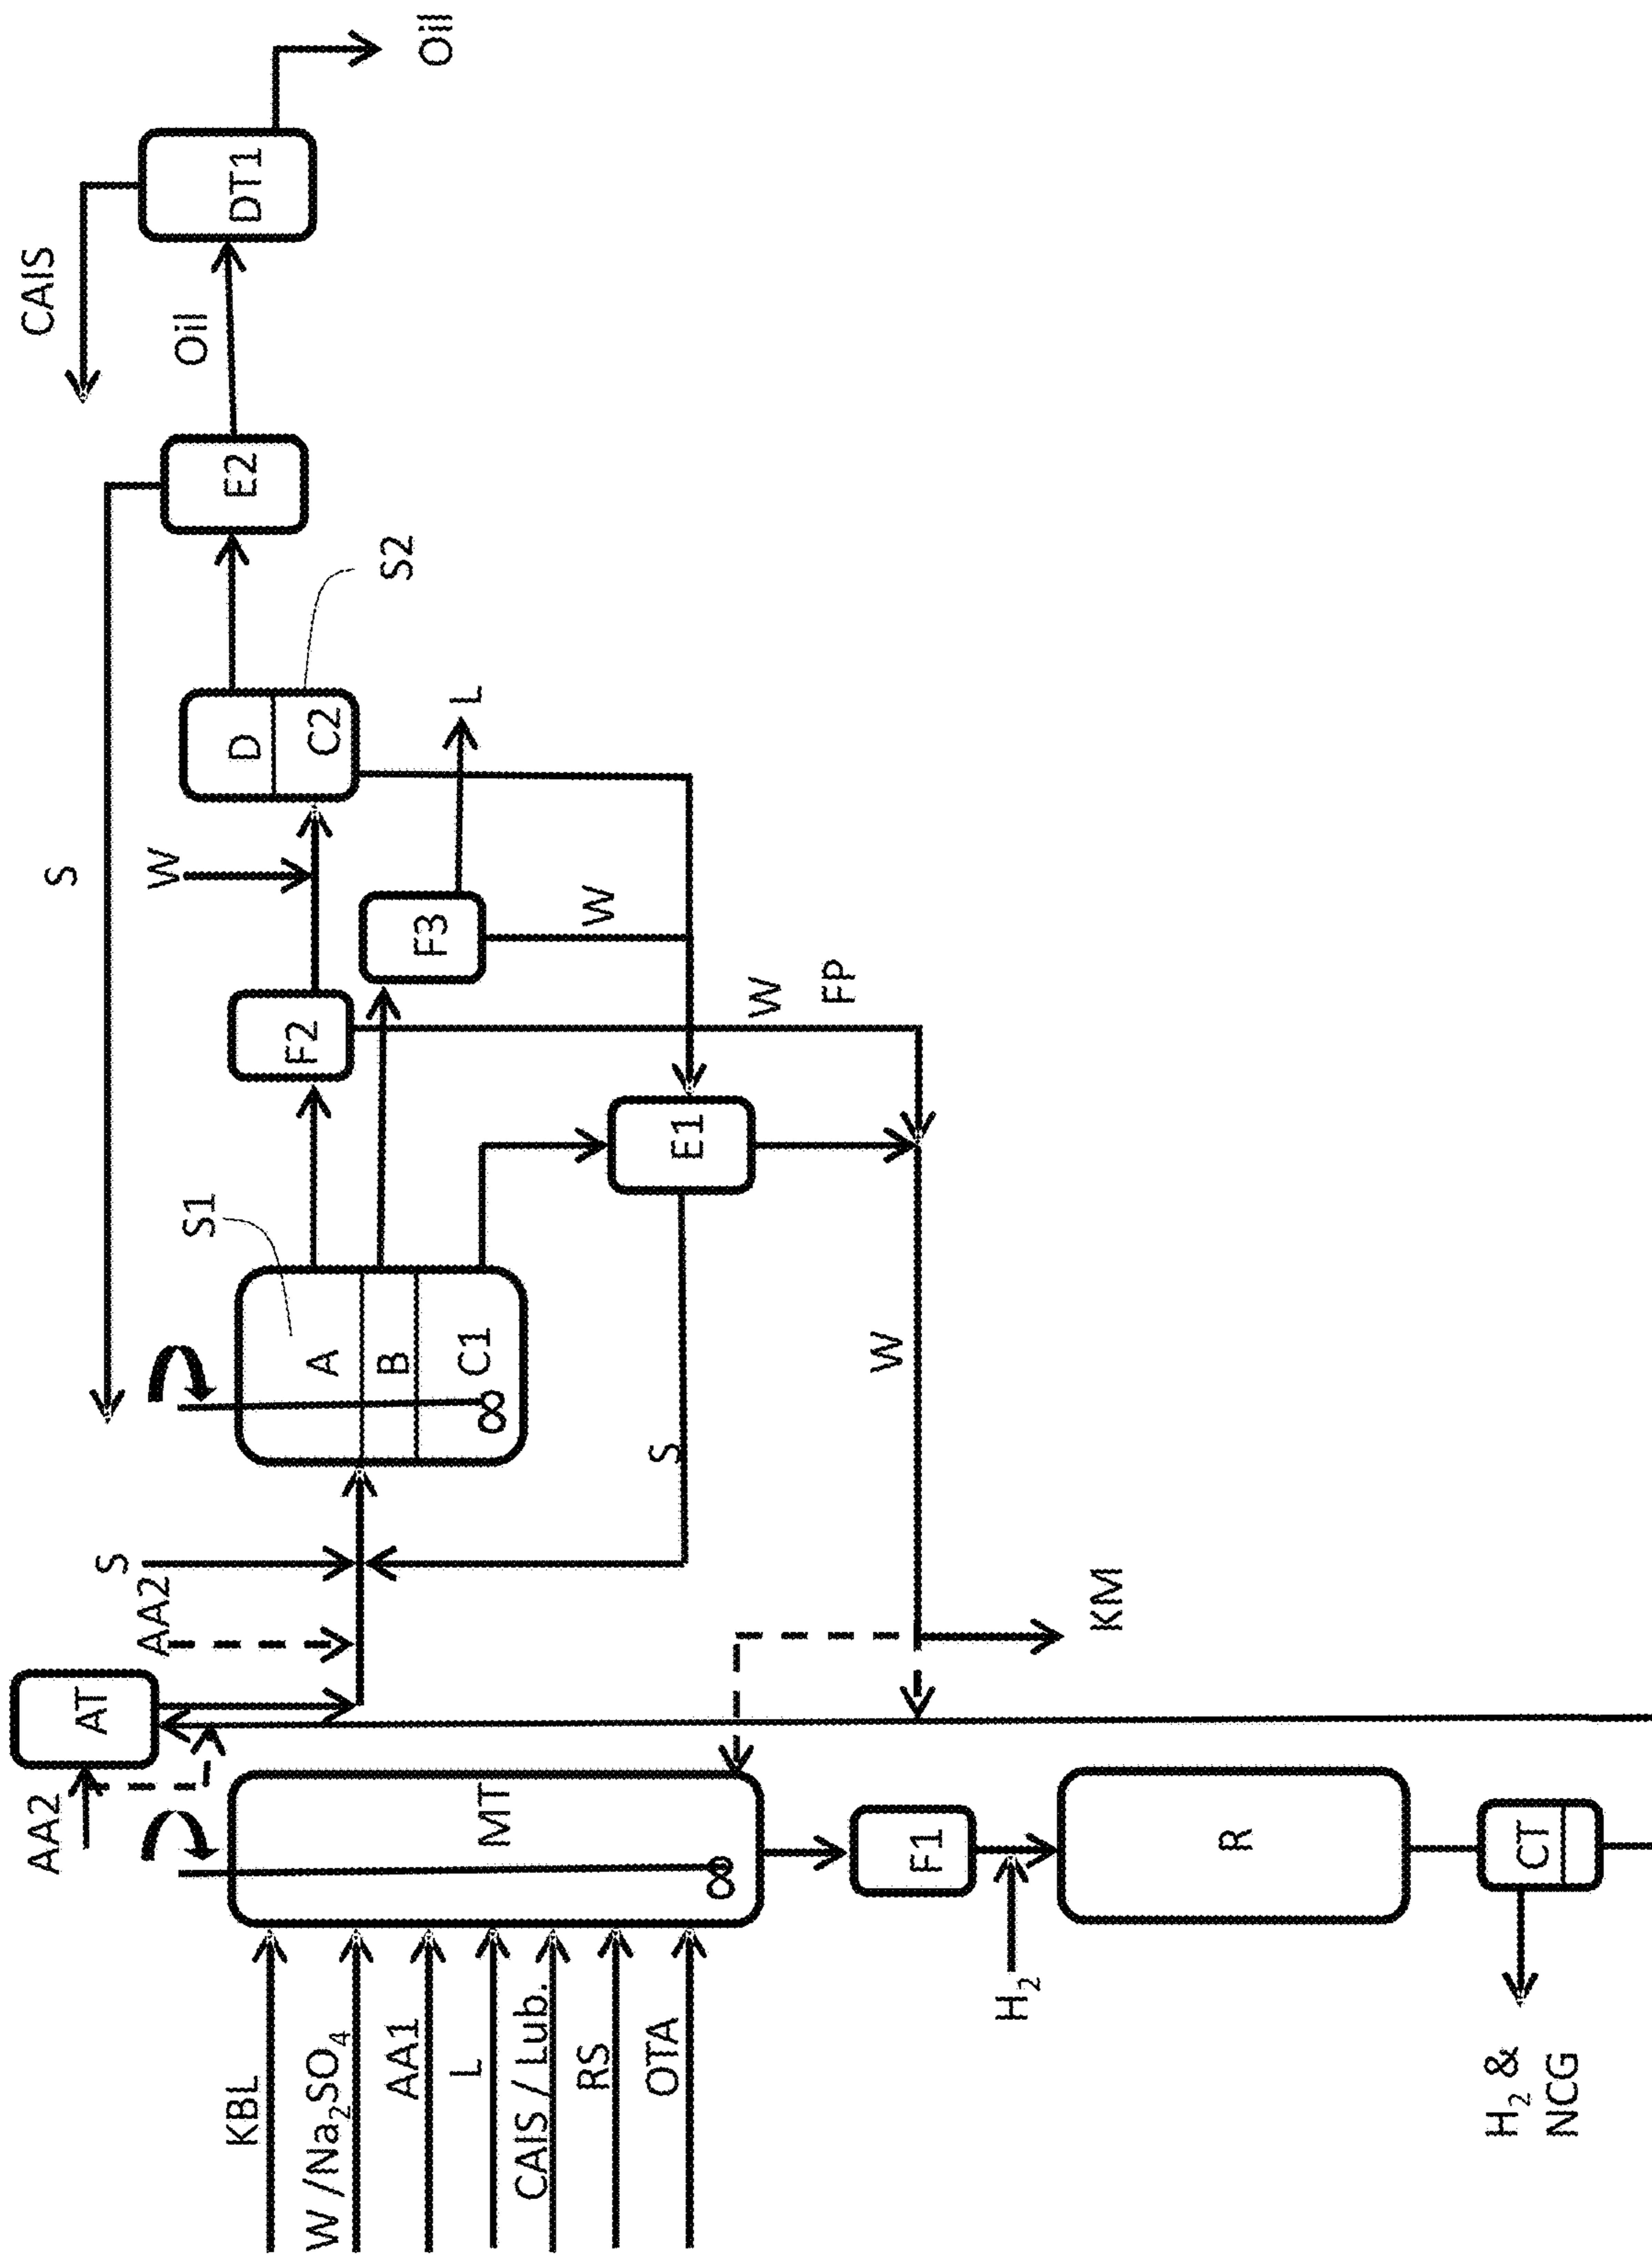 KBL
W /Na₂SO₄
AA1
L
CAIS / Lub.
RS
OTA
MT
AA2
AT
AA2
S
F1
H₂
R
CT
H₂ &
NCG
S1
A
B
C1
S
S
F2
F3
W
W
L
D
C2
S2
E1
W
FP
W
KM
E2
Oil
CAIS
DT1
Oil